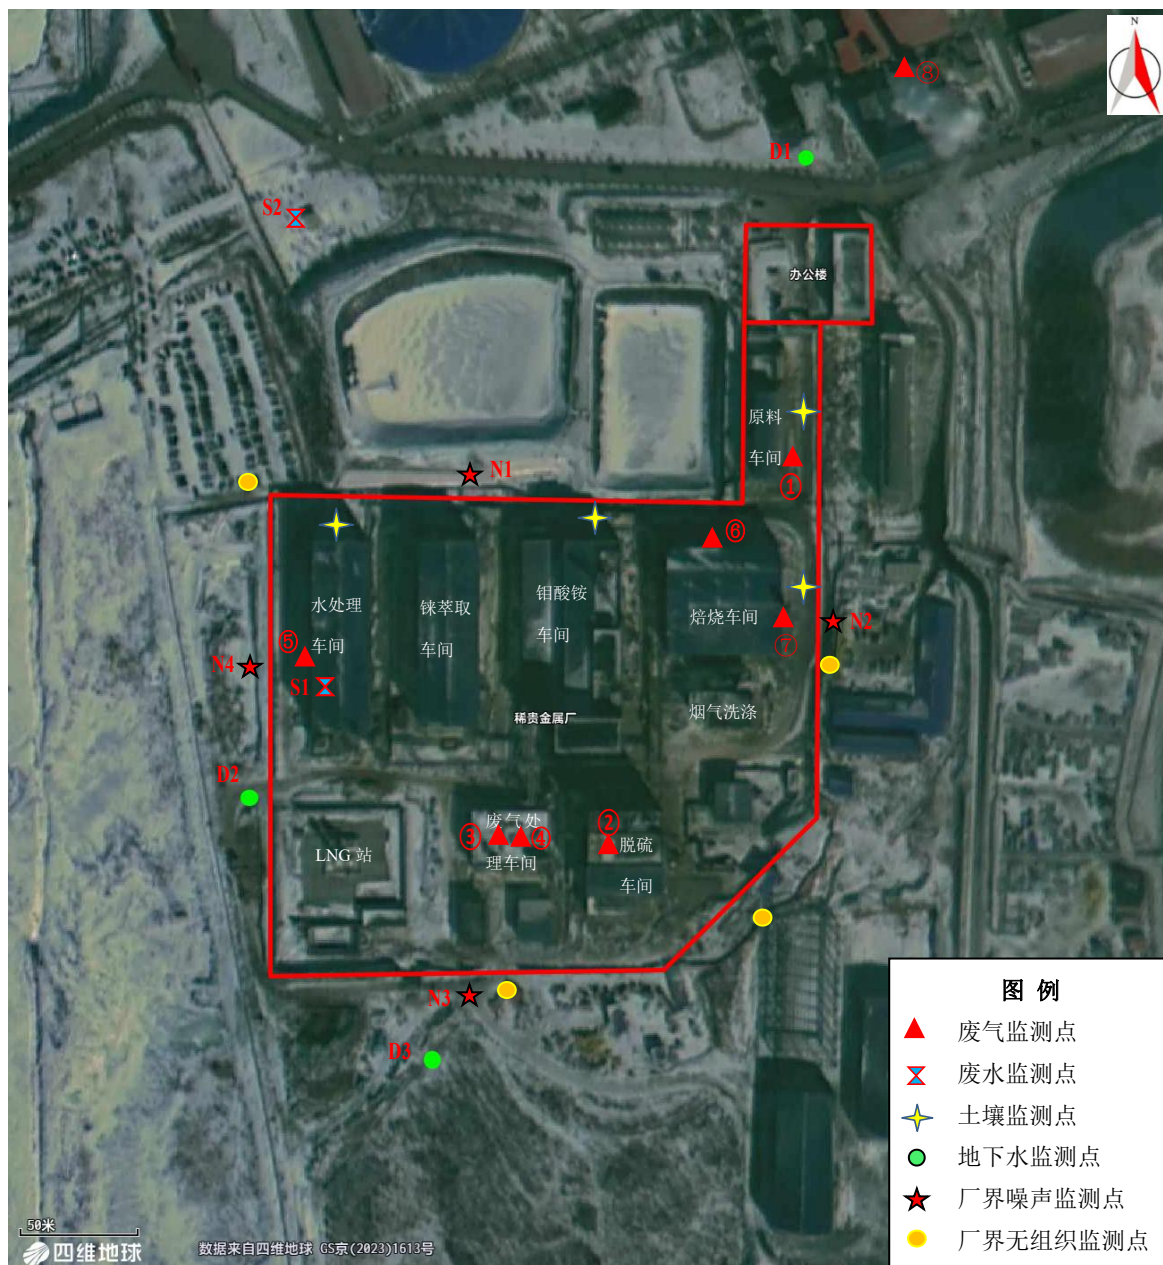 N
⑧
D1
S2
办公楼
原料
车间
①
N1
⑥
水处理
车间
铼萃取
车间
钼酸铵
车间
焙烧车间
⑦
N2
⑤
N4
S1
烟气洗涤
稀贵金属厂
D2
LNG 站
废气处
理车间
③
④
②
脱硫
车间
N3
D3
图 例
废气监测点
废水监测点
土壤监测点
地下水监测点
厂界噪声监测点
厂界无组织监测点
50米
四维地球
数据来自四维地球 GS京(2023)1613号